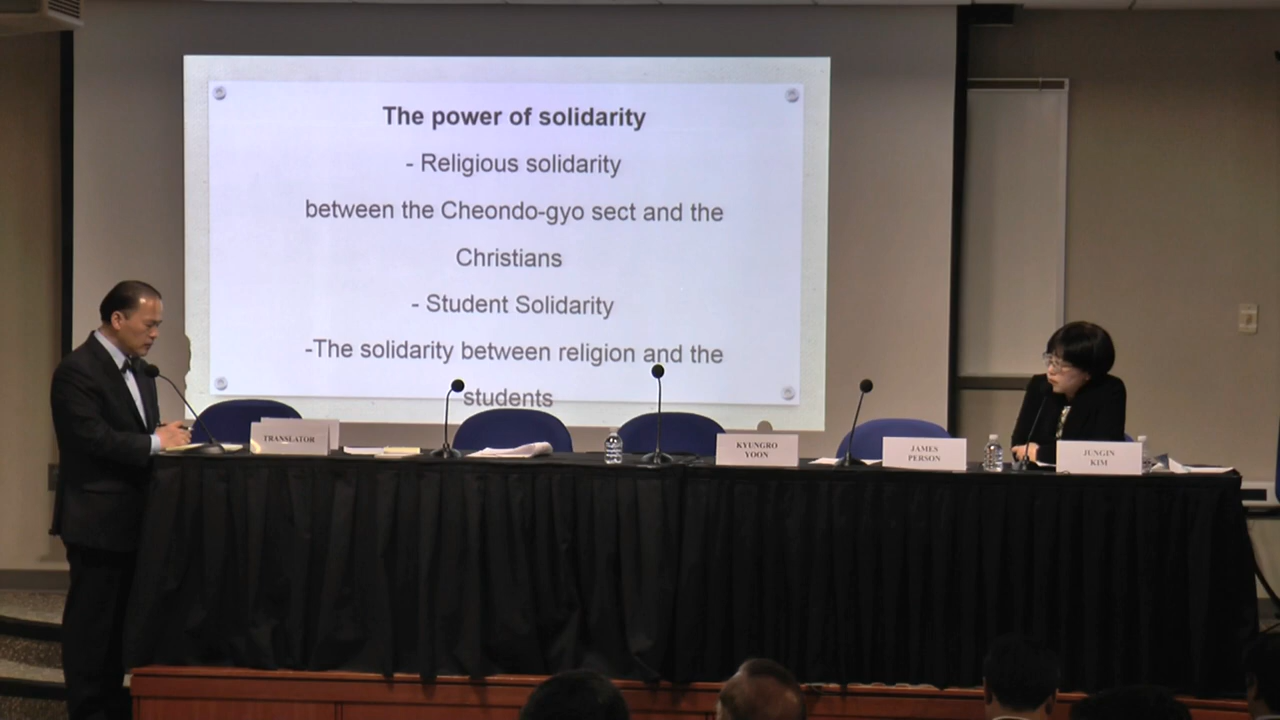 The power of solidarity
- Religious solidarity
between the Cheondo-gyo sect and the
Christians
- Student Solidarity
-The solidarity between religion and the
students
TRANSLATOR
KYUNGRO
YOON
JAMES
PERSON
JUNGIN
KIM